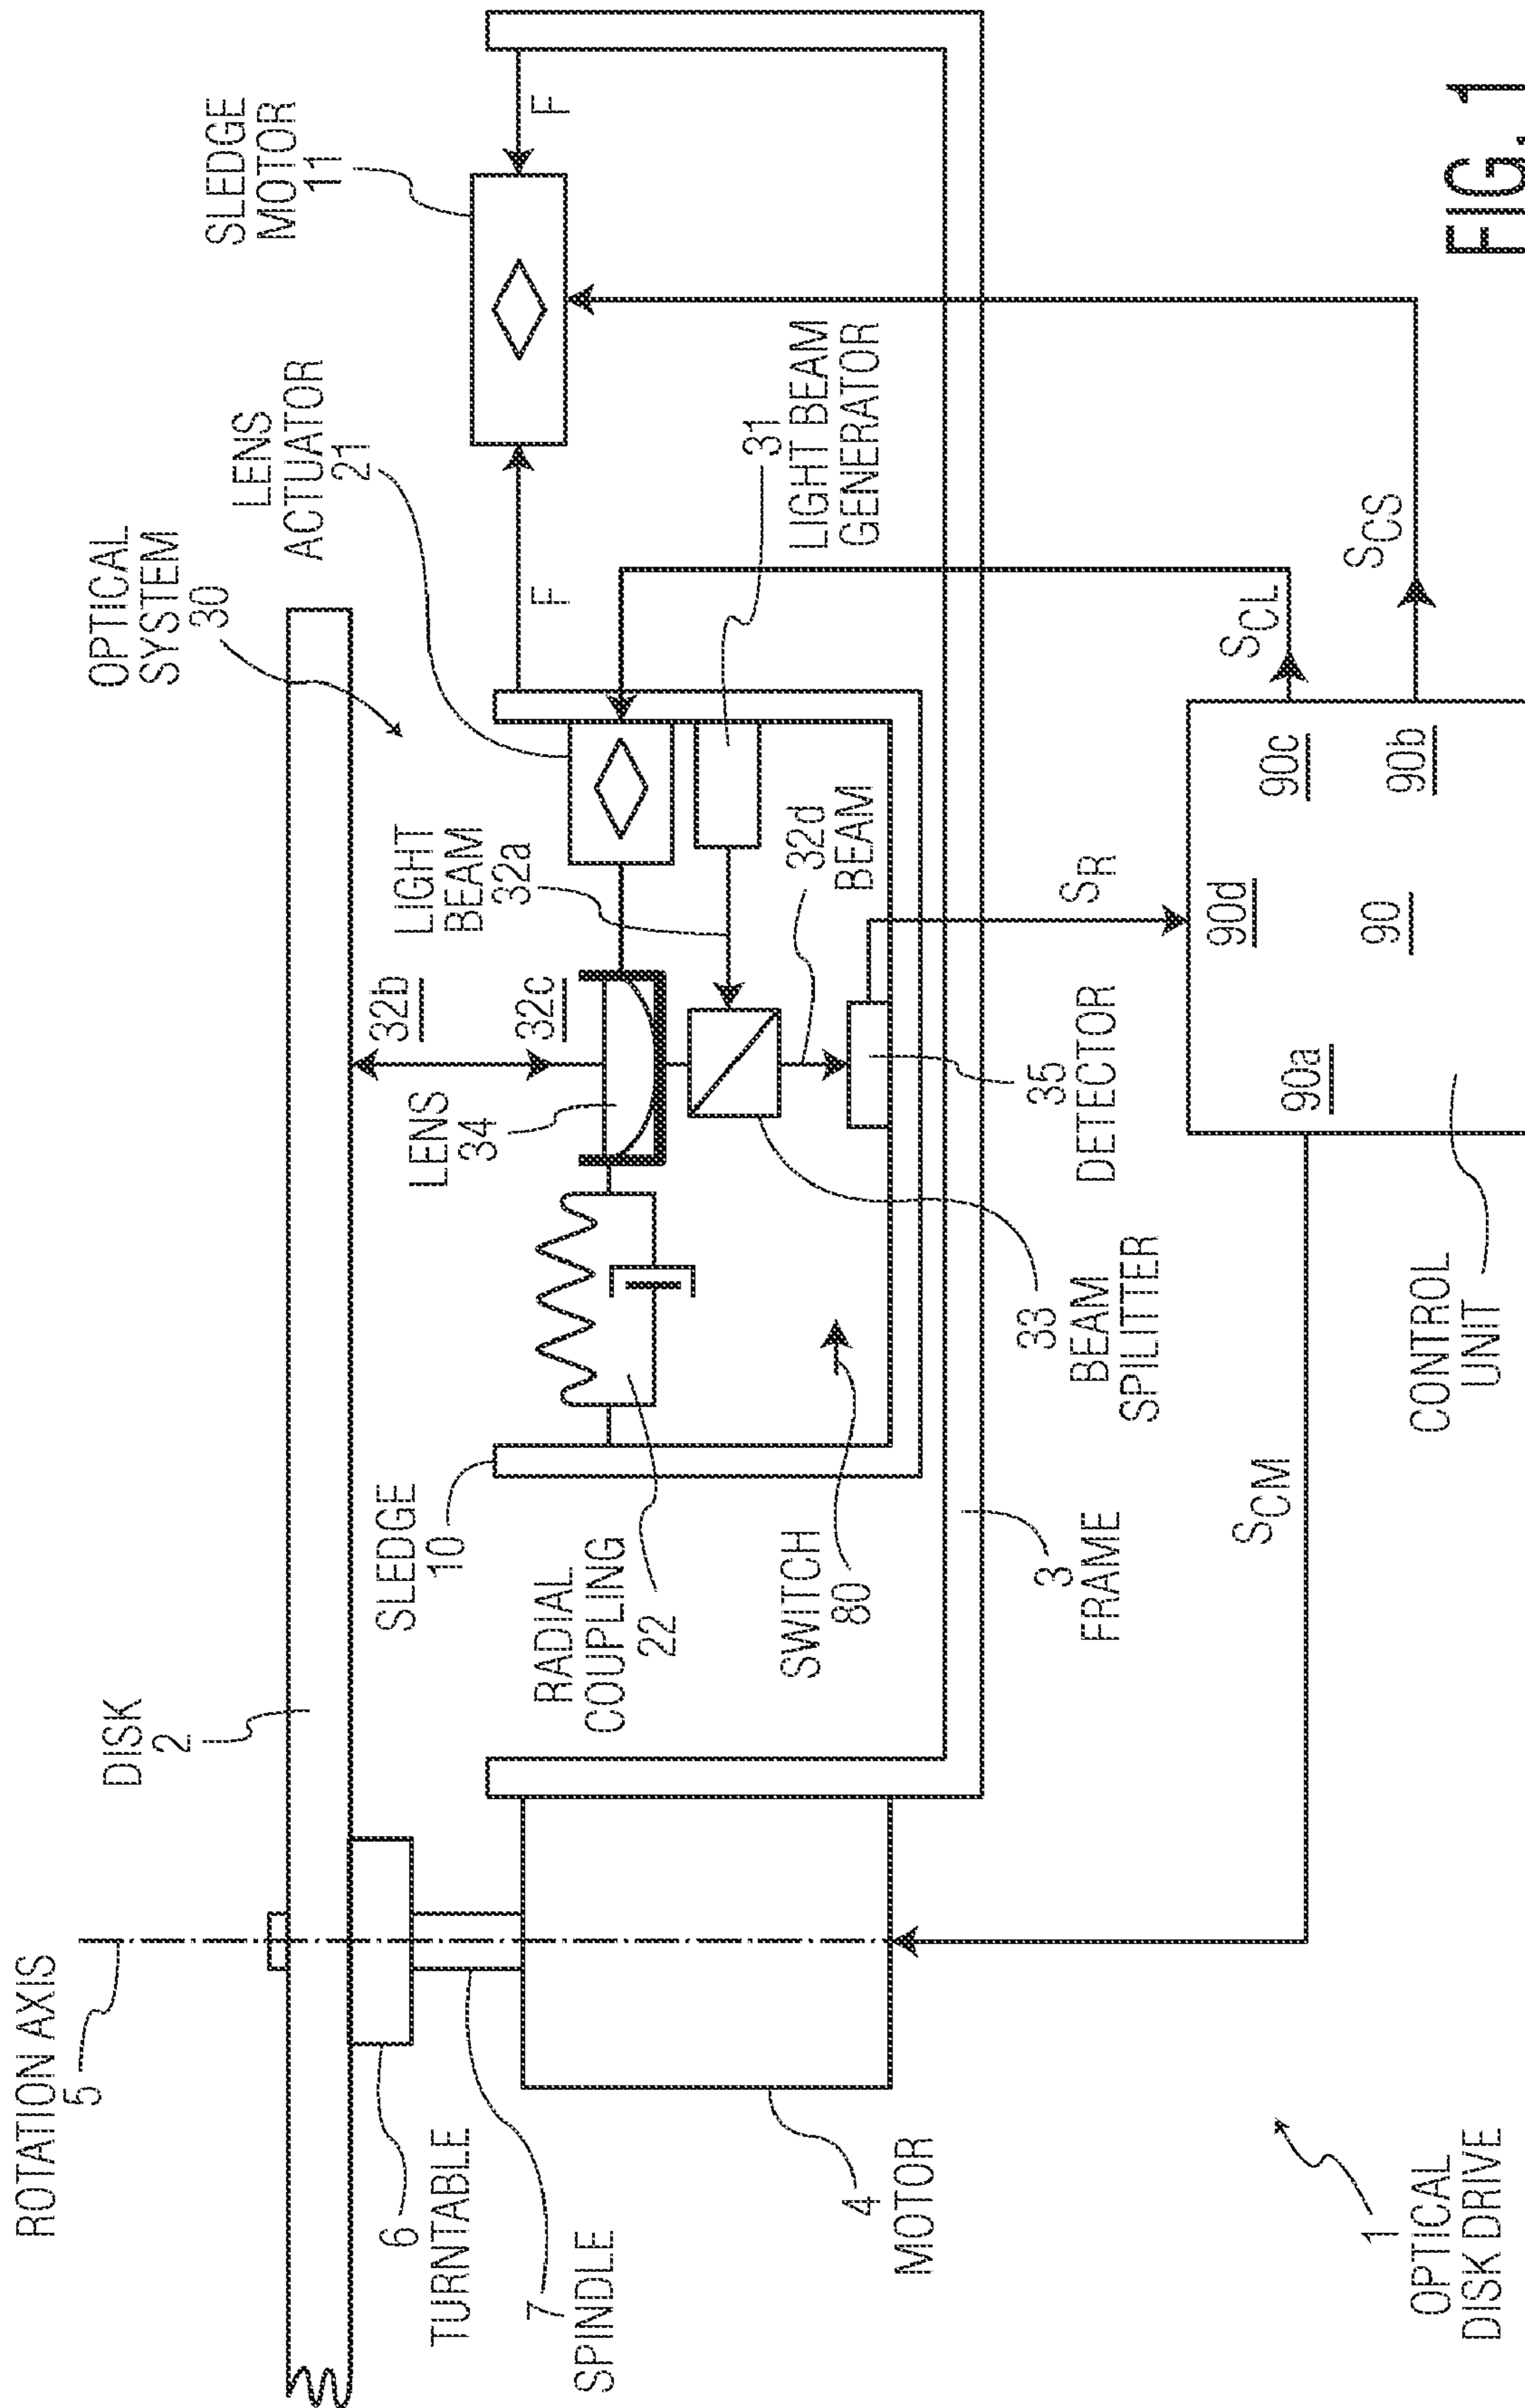 ROTATION AXIS
5
DISK
2
OPTICAL
SYSTEM
30
LENS
ACTUATOR
21
SLEDGE
MOTOR
11
6
TURNTABLE
7
SPINDLE
4
MOTOR
SLEDGE
10
RADIAL
COUPLING
22
SWITCH
80
LENS
34
32b
32c
LIGHT
BEAM
32a
F
F
31
LIGHT BEAM
GENERATOR
32d
BEAM
35
DETECTOR
33
BEAM
SPILITTER
3
FRAME
SR
SCL
SCS
SCM
90a
90d
90
90c
90b
CONTROL
UNIT
1
OPTICAL
DISK DRIVE
FIG. 1